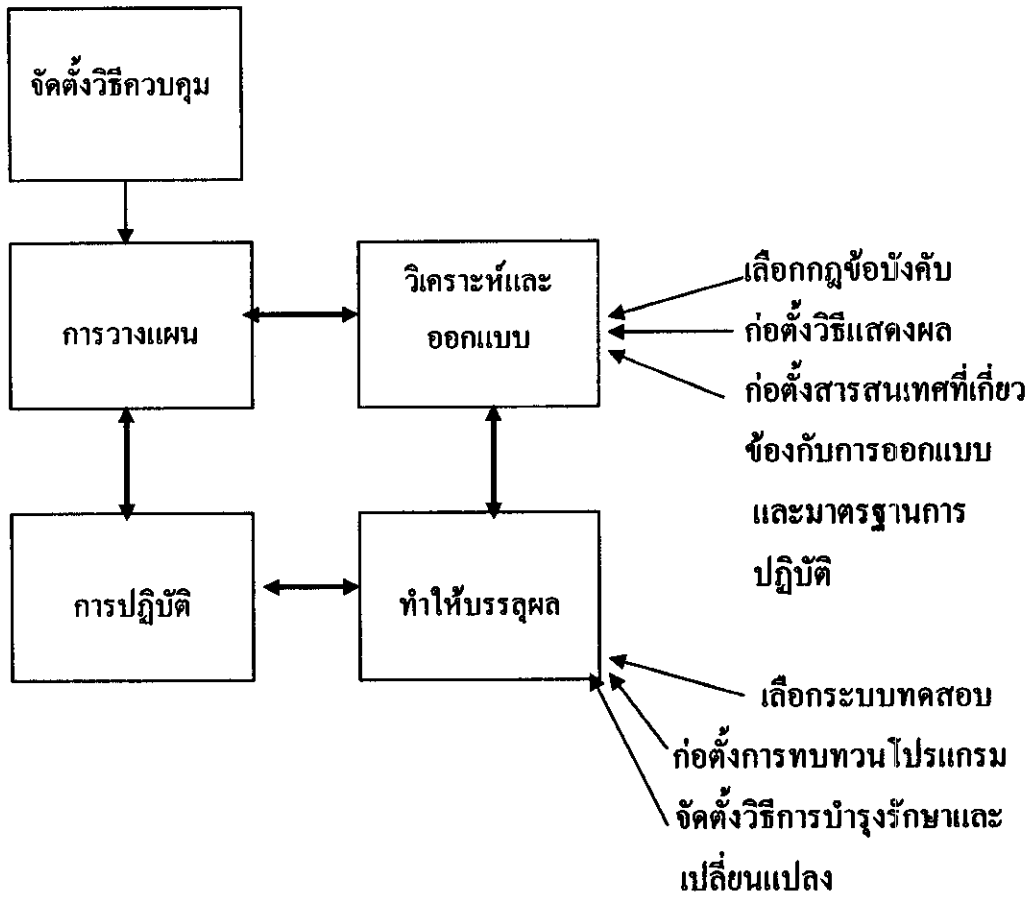 จัดตั้งวิธีควบคุม
การวางแผน
วิเคราะห์และ
ออกแบบ
เลือกกฎข้อบังคับ
ก่อตั้งวิธีแสดงผล
ก่อตั้งสารสนเทศที่เกี่ยว
ข้องกับการออกแบบ
และมาตรฐานการ
ปฏิบัติ
การปฏิบัติ
ทำให้บรรลุผล
เลือกระบบทดสอบ
ก่อตั้งการทบทวนโปรแกรม
จัดตั้งวิธีการบำรุงรักษาและ
เปลี่ยนแปลง